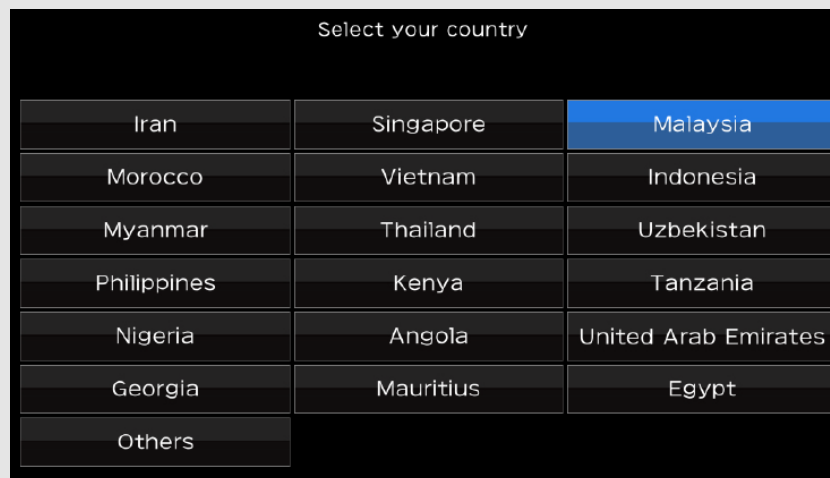 Select your country
Iran Singapore Malaysia
Morocco Vietnam Indonesia
Myanmar Thailand Uzbekistan
Philippines Kenya Tanzania
Nigeria Angola United Arab Emirates
Georgia Mauritius Egypt
Others